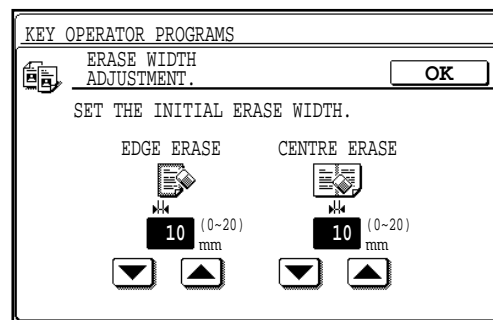 KEY OPERATOR PROGRAMS
ERASE WIDTH
ADJUSTMENT.
OK
SET THE INITIAL ERASE WIDTH.
EDGE ERASE CENTRE ERASE
10 (0~20) mm 10 (0~20) mm